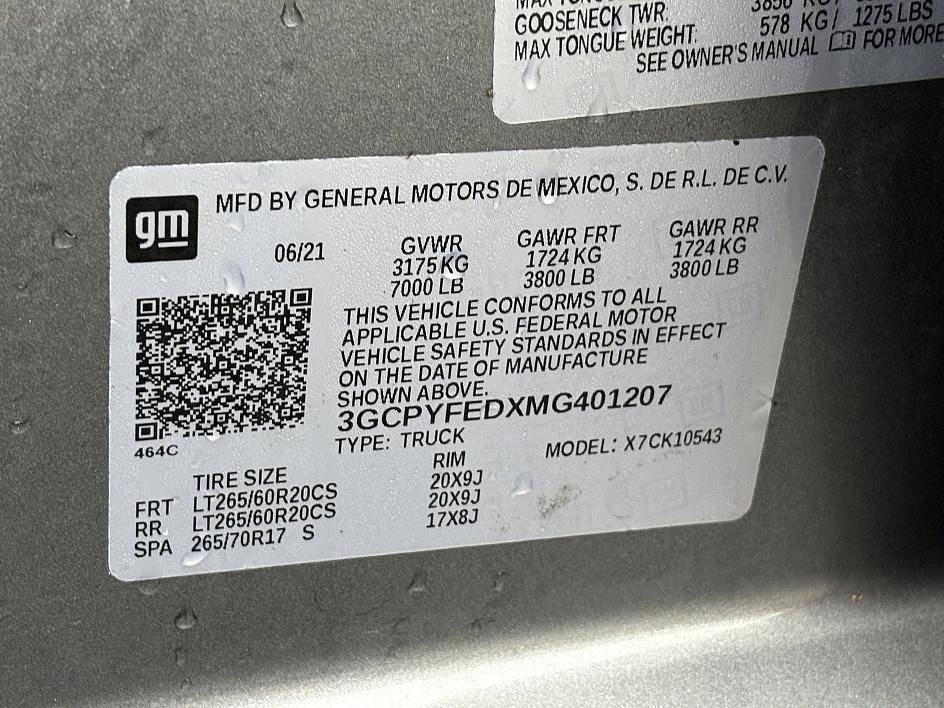 GOOSENECK TWR:
MAX TONGUE WEIGHT: 578 KG / 1275 LBS
SEE OWNER'S MANUAL FOR MORE
gm
MFD BY GENERAL MOTORS DE MEXICO, S. DE R.L. DE C.V.
06/21 GVWR GAWR FRT GAWR RR
3175 KG 1724 KG 1724 KG
7000 LB 3800 LB 3800 LB
THIS VEHICLE CONFORMS TO ALL
APPLICABLE U.S. FEDERAL MOTOR
VEHICLE SAFETY STANDARDS IN EFFECT
ON THE DATE OF MANUFACTURE
SHOWN ABOVE.
3GCPYFEDXMG401207
464C
TYPE: TRUCK MODEL: X7CK10543
TIRE SIZE RIM
FRT LT265/60R20CS 20X9J
RR LT265/60R20CS 20X9J
SPA 265/70R17 S 17X8J